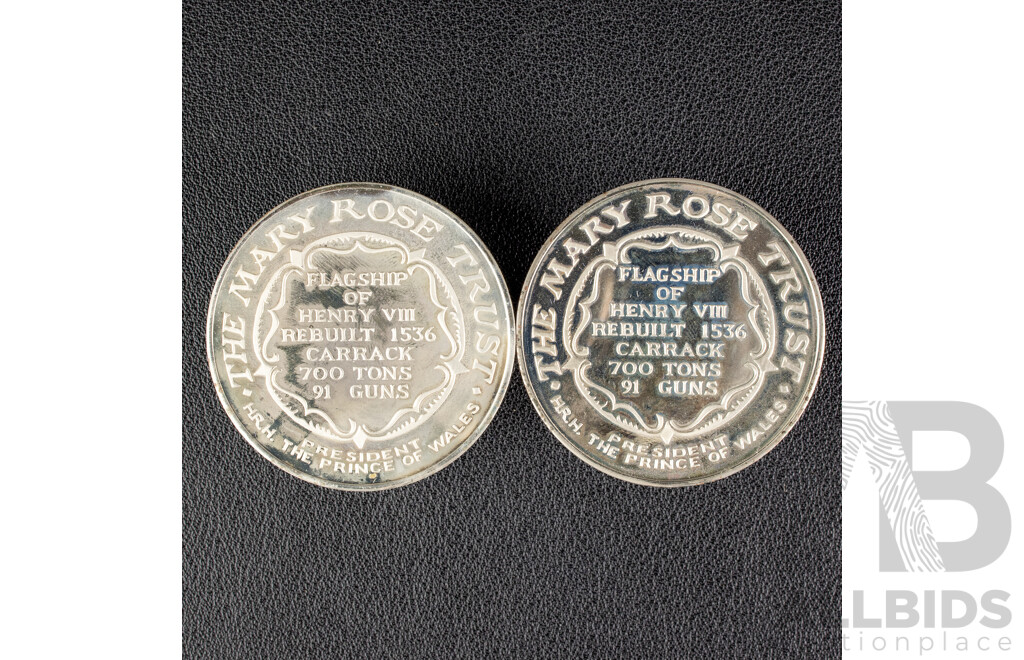 THE MARY ROSE TRUST
FLAGSHIP
OF
HENRY VIII
REBUILT 1536
CARRACK
700 TONS
91 GUNS
PRESIDENT
H.R.H. THE PRINCE OF WALES
THE MARY ROSE TRUST
FLAGSHIP
OF
HENRY VIII
REBUILT 1536
CARRACK
700 TONS
91 GUNS
PRESIDENT
H.R.H. THE PRINCE OF WALES
B
LLBIDS
tionplace